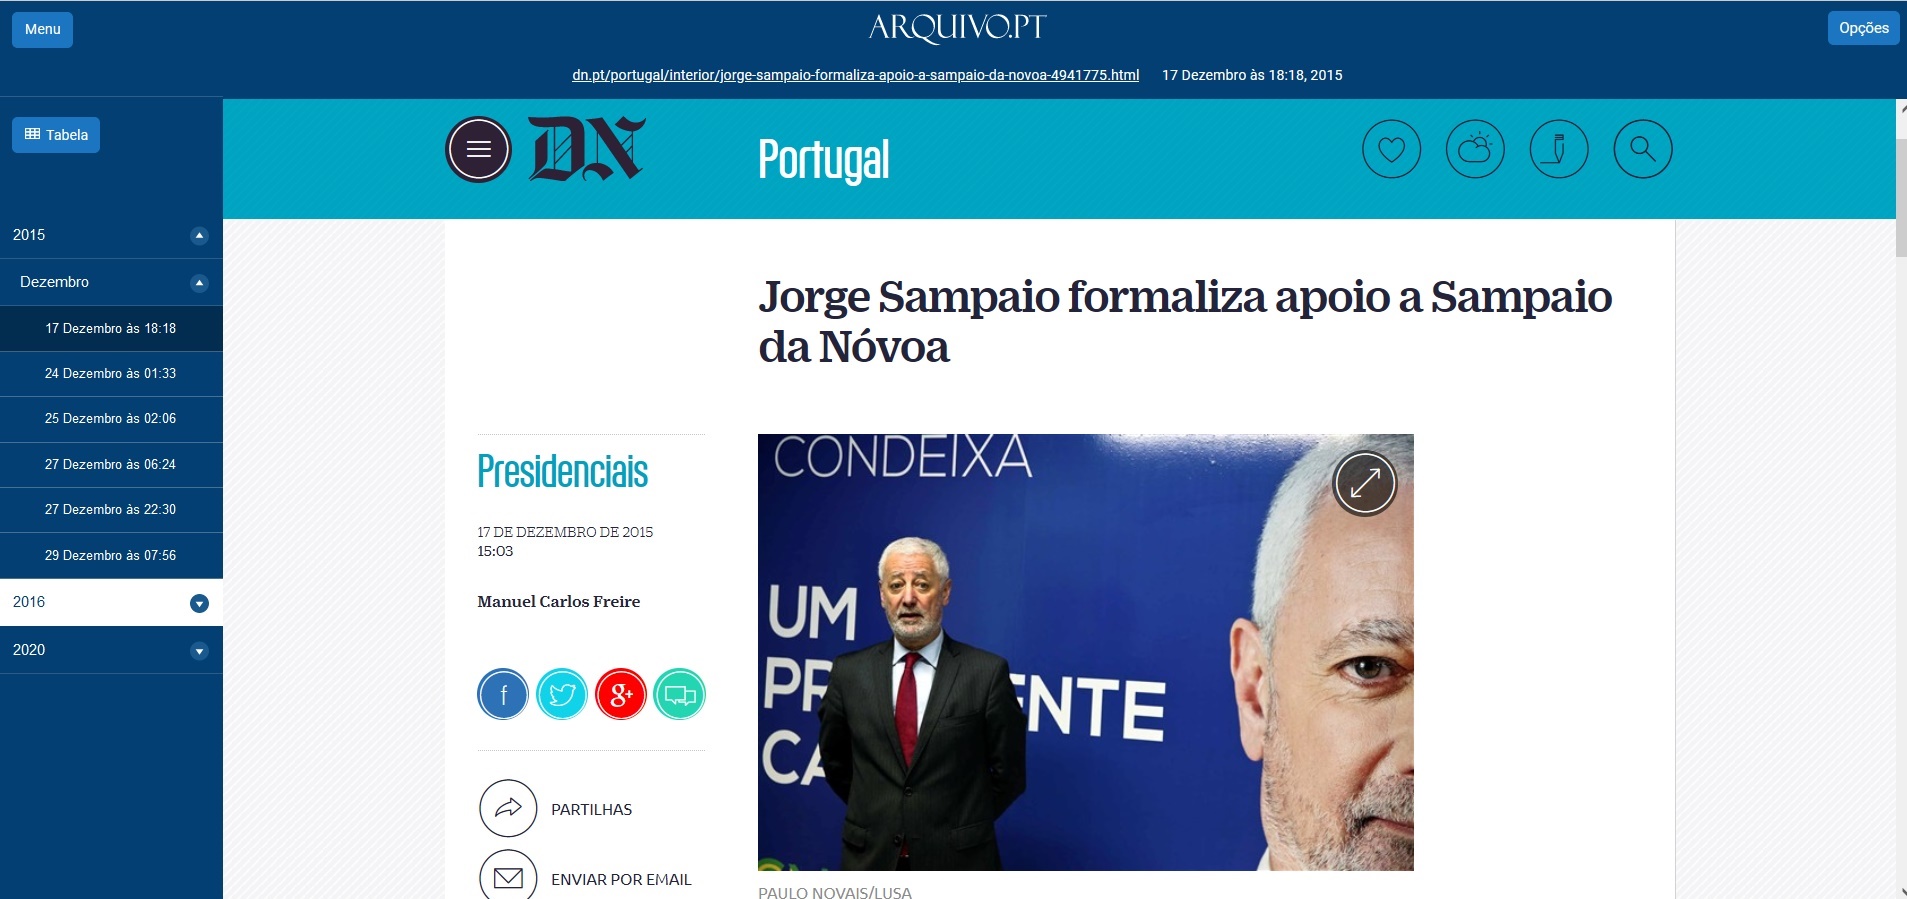 Menu
ARQUIVO.PT
Opções
dn.pt/portugal/interior/jorge-sampaio-formaliza-apoio-a-sampaio-da-novoa-4941775.html
17 Dezembro às 18:18, 2015
Tabela
2015
Dezembro
17 Dezembro às 18:18
24 Dezembro às 01:33
25 Dezembro às 02:06
27 Dezembro às 06:24
27 Dezembro às 22:30
29 Dezembro às 07:56
2016
2020
DN
Portugal
Jorge Sampaio formaliza apoio a Sampaio
da Nóvoa
Presidenciais
17 DE DEZEMBRO DE 2015
15:03
Manuel Carlos Freire
f
g+
PARTILHAS
ENVIAR POR EMAIL
CONDEIXA
UM
PR ENTE
CA
PAULO NOVAIS/LUSA